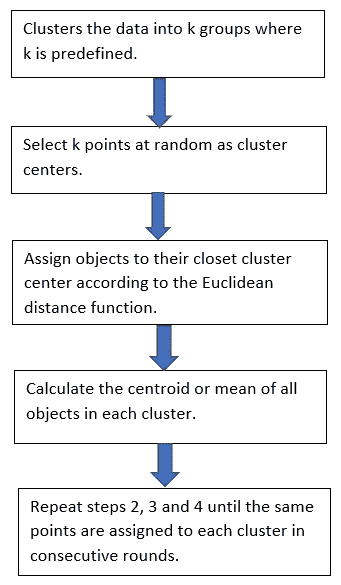 Clusters the data into k groups where
k is predefined.
Select k points at random as cluster
centers.
Assign objects to their closet cluster
center according to the Euclidean
distance function.
Calculate the centroid or mean of all
objects in each cluster.
Repeat steps 2, 3 and 4 until the same
points are assigned to each cluster in
consecutive rounds.